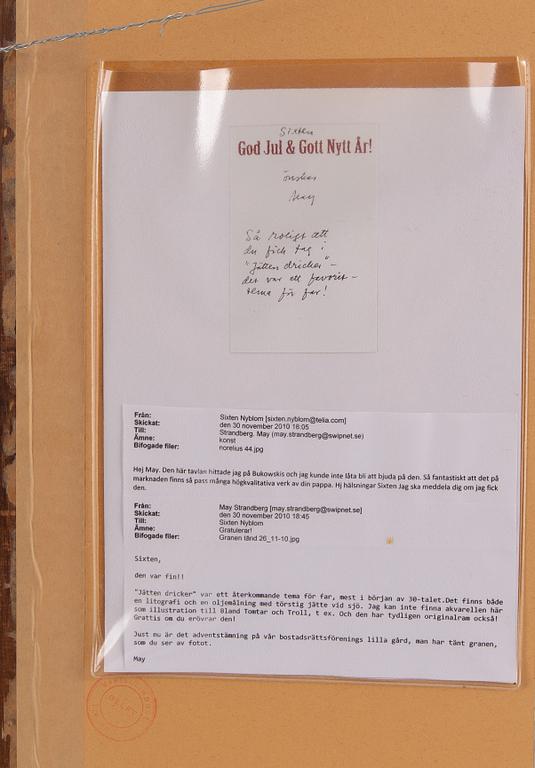 Sixten
God Jul & Gott Nytt År!
önskas
May
Så roligt att
du fick tag i
"Jätten dricker" –
det var ett favorit-
tema för far!
Från: Sixten Nyblom [sixten.nyblom@telia.com]
Skickat: den 30 november 2010 16:05
Till: Strandberg, May (may.strandberg@swipnet.se)
Ämne: konst
Bifogade filer: norelius 44.jpg
Hej May. Den här tavlan hittade jag på Bukowskis och jag kunde inte låta bli att bjuda på den. Så fantastiskt att det på
marknaden finns så pass många högkvalitativa verk av din pappa. Hj hälsningar Sixten Jag ska meddela dig om jag fick
den.
Från: May Strandberg [may.strandberg@swipnet.se]
Skickat: den 30 november 2010 18:45
Till: Sixten Nyblom
Ämne: Gratulerar!
Bifogade filer: Granen tänd 26_11-10.jpg
Sixten,
den var fin!!
"Jätten dricker" var ett återkommande tema för far, mest i början av 30-talet.Det finns både
en litografi och en oljemålning med törstig jätte vid sjö. Jag kan inte finna akvarellen här
som illustration till Bland Tomtar och Troll, t ex. Och den har tydligen originalram också!
Grattis om du erövrar den!
Just nu är det adventstämning på vår bostadsrättsförenings lilla gård, man har tänt granen,
som du ser av fotot.
May